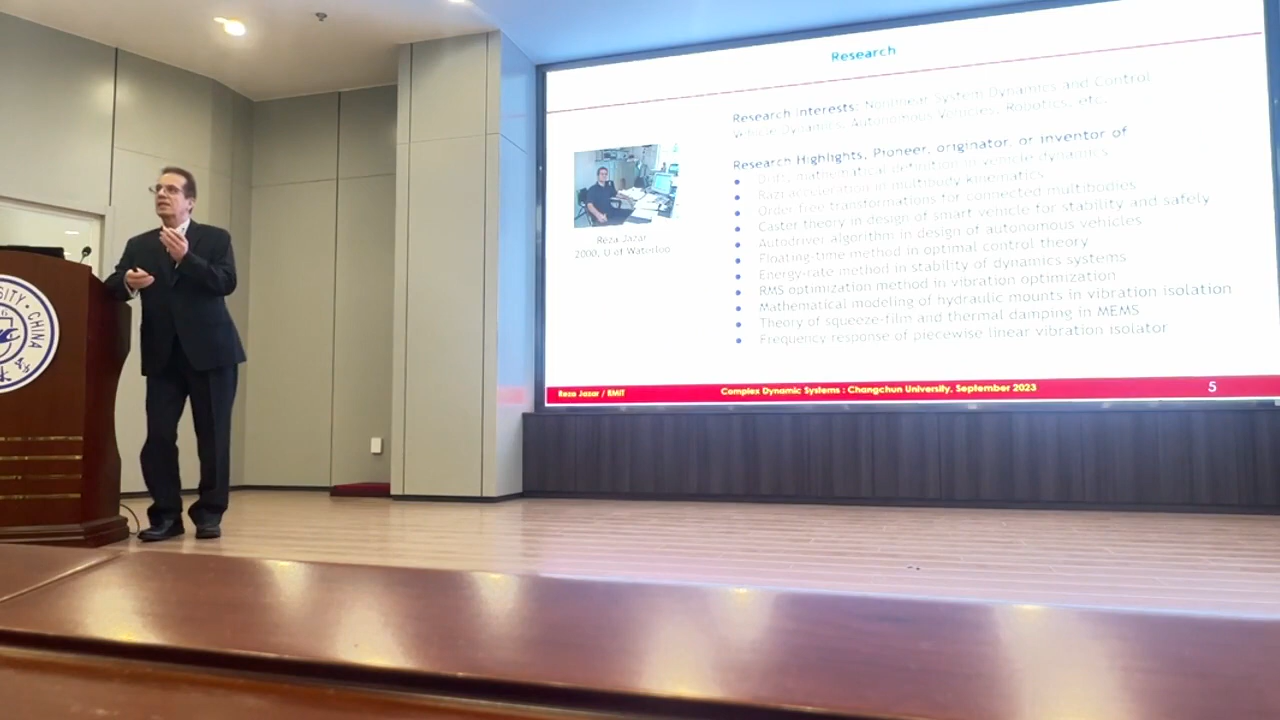 Research
Research Interests: Nonlinear System Dynamics and Control
Vehicle Dynamics, Autonomous Vehicles, Robotics, etc.
Research Highlights, Pioneer, originator, or inventor of
Drift, mathematical definition in vehicle dynamics
Razi acceleration in multibody kinematics
Order-free transformations for connected multibodies
Caster theory in design of smart vehicle for stability and safely
Autodriver algorithm in design of autonomous vehicles
Floating-time method in optimal control theory
Energy-rate method in stability of dynamics systems
RMS optimization method in vibration optimization
Mathematical modeling of hydraulic mounts in vibration isolation
Theory of squeeze-film and thermal damping in MEMS
Frequency response of piecewise linear vibration isolator
Reza Jazar
2000, U of Waterloo
Reza Jazar / RMIT
Complex Dynamic Systems : Changchun University, September 2023
5
SITY · CHINA